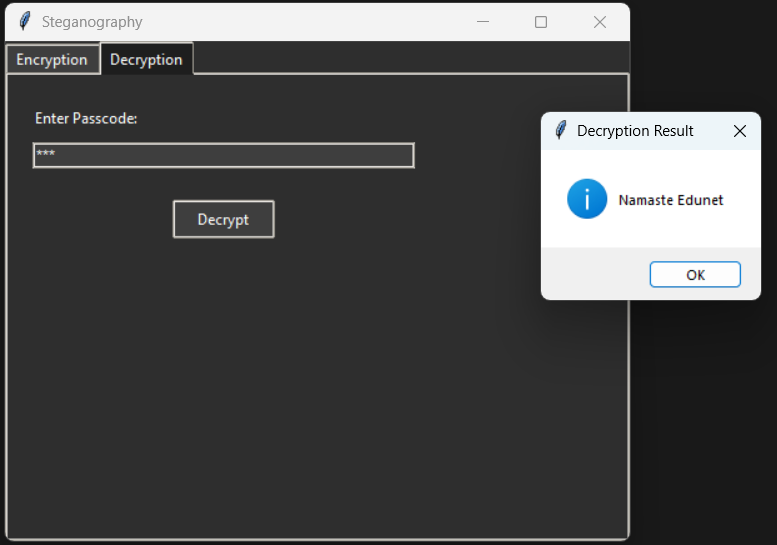 Steganography
Encryption
Decryption
Enter Passcode:
***
Decrypt
Decryption Result
Namaste Edunet
OK